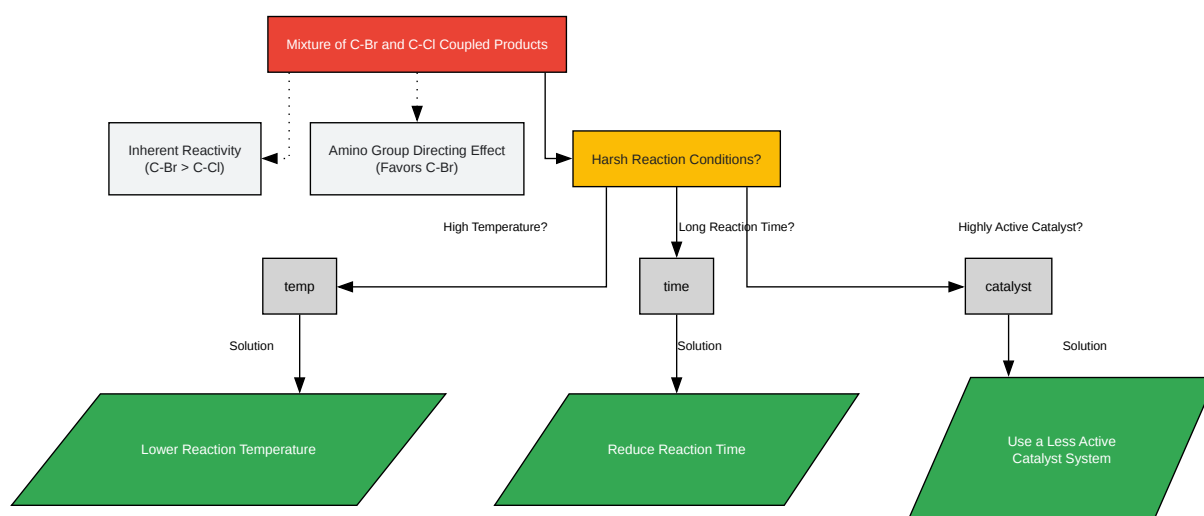 Mixture of C-Br and C-Cl Coupled Products
Inherent Reactivity
(C-Br > C-Cl)
Amino Group Directing Effect
(Favors C-Br)
Harsh Reaction Conditions?
High Temperature?
Long Reaction Time?
Highly Active Catalyst?
temp
time
catalyst
Solution
Solution
Solution
Lower Reaction Temperature
Reduce Reaction Time
Use a Less Active
Catalyst System